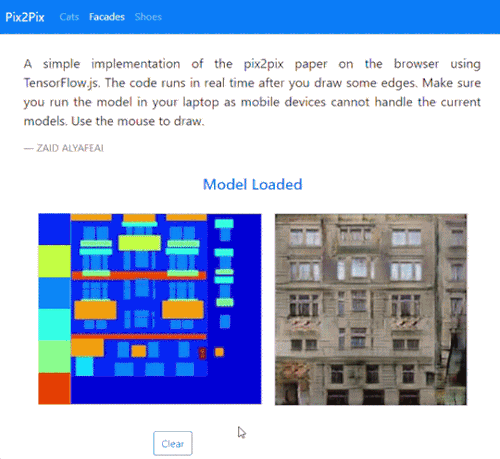 Pix2Pix Cats Facades Shoes
A simple implementation of the pix2pix paper on the browser using
TensorFlow.js. The code runs in real time after you draw some edges. Make sure
you run the model in your laptop as mobile devices cannot handle the current
models. Use the mouse to draw.
— ZAID ALYAFEAI
Model Loaded
Clear